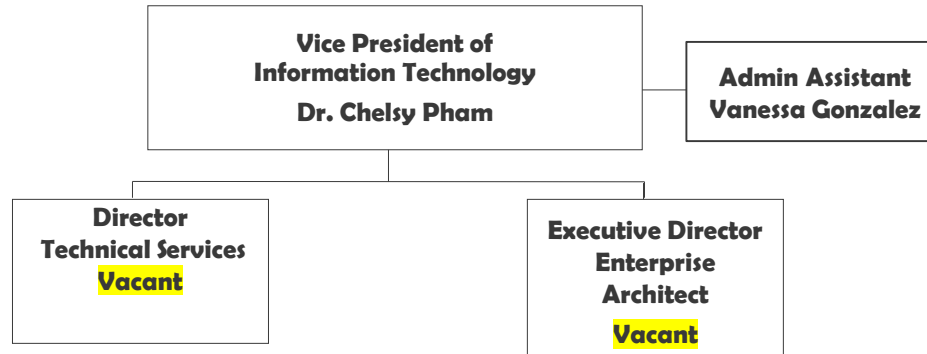 Vice President of
Information Technology
Dr. Chelsy Pham
Admin Assistant
Vanessa Gonzalez
Director
Technical Services
Vacant
Executive Director
Enterprise
Architect
Vacant